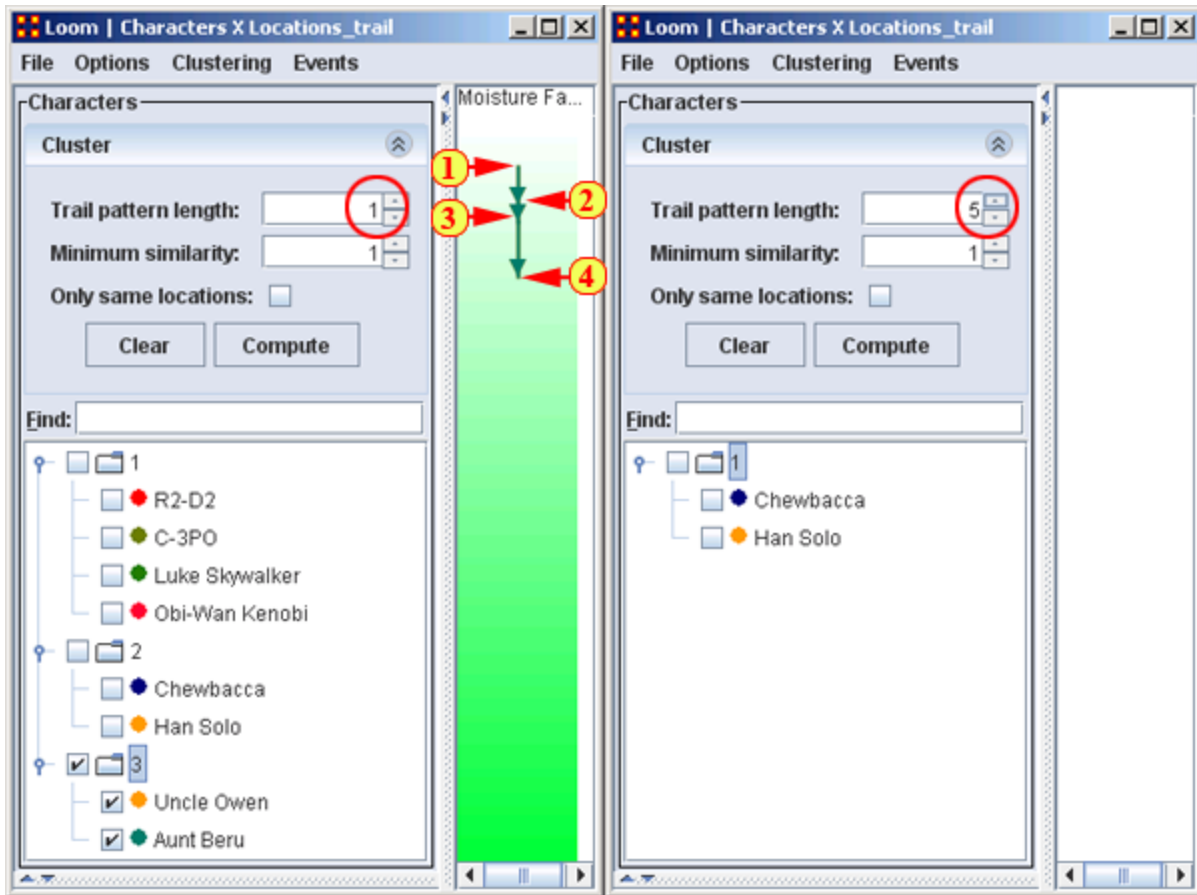 Loom | Characters X Locations_trail
File Options Clustering Events
Characters
Cluster
Trail pattern length: 1
Minimum similarity: 1
Only same locations:
Clear Compute
Find:
1
R2-D2
C-3PO
Luke Skywalker
Obi-Wan Kenobi
2
Chewbacca
Han Solo
3
Uncle Owen
Aunt Beru
Moisture Fa...
1
2
3
4
Loom | Characters X Locations_trail
File Options Clustering Events
Characters
Cluster
Trail pattern length: 5
Minimum similarity: 1
Only same locations:
Clear Compute
Find:
1
Chewbacca
Han Solo